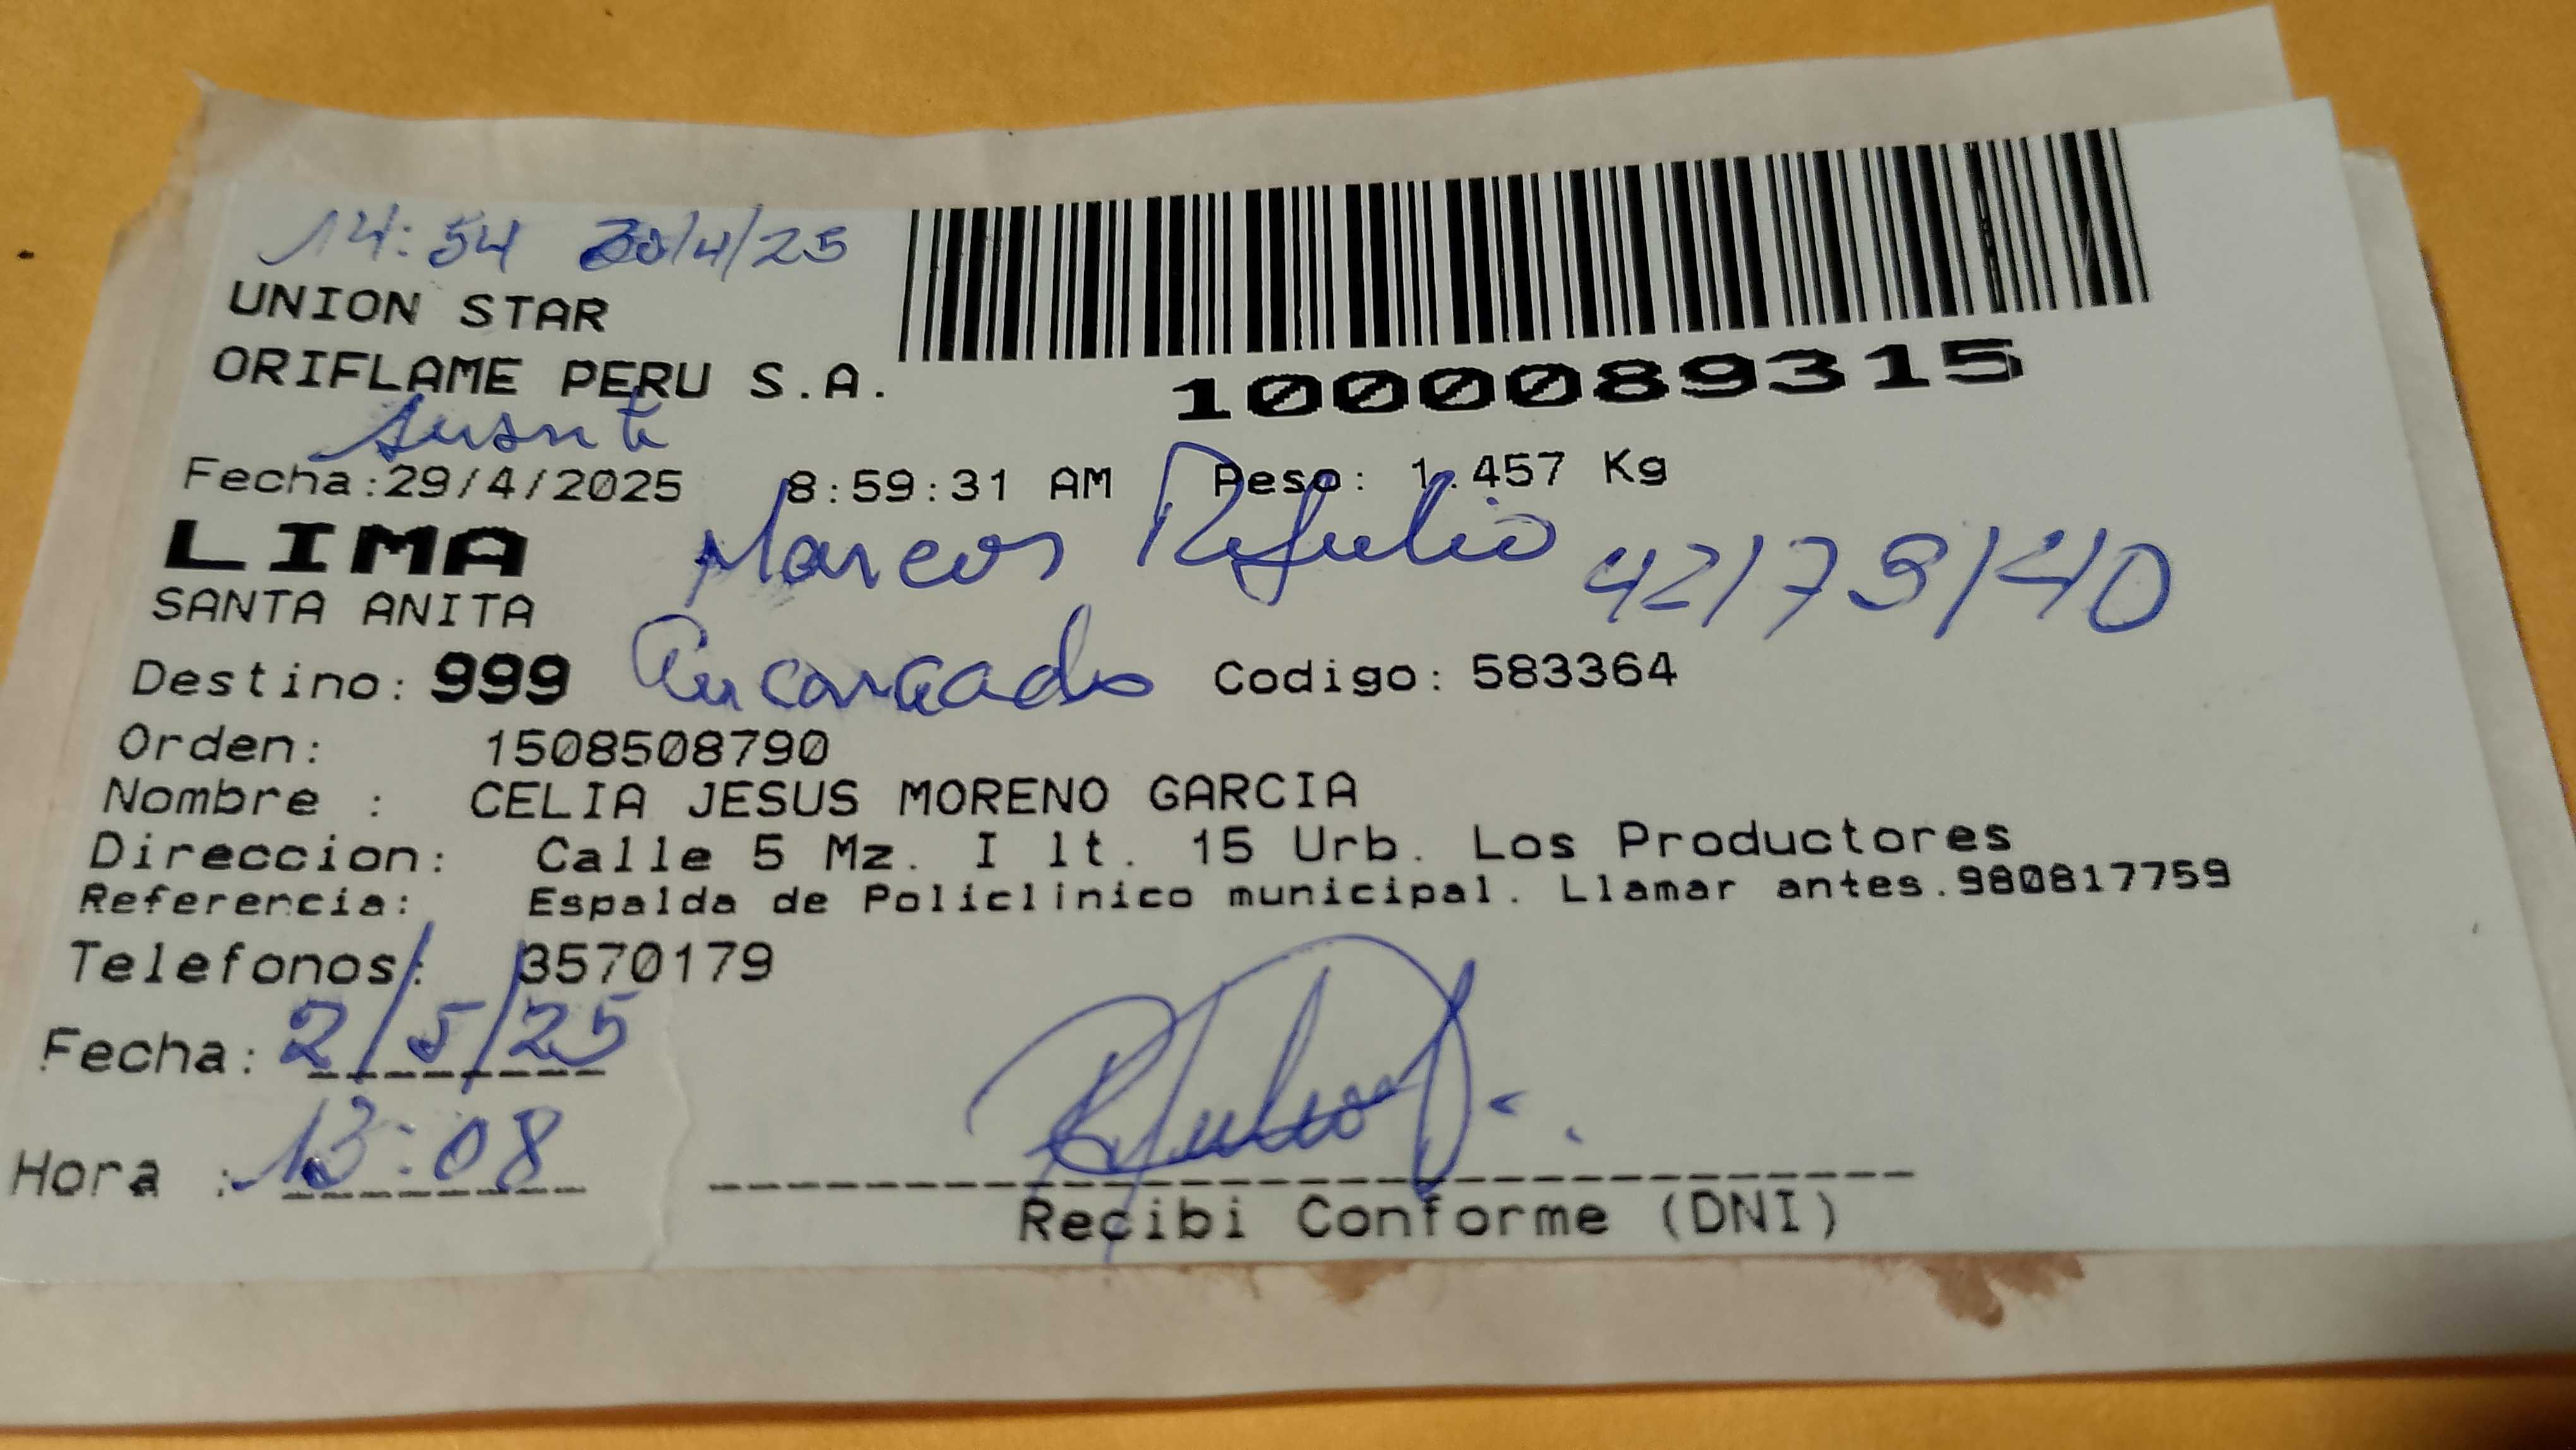 14:54 30/4/25
UNION STAR
ORIFLAME PERU S.A.
1000089315
Fecha:29/4/2025 8:59:31 AM Peso: 1.457 Kg
LIMA
Marcos Refulio
SANTA ANITA
Destino: 999 Encargado Codigo: 583364
Orden: 1508508790
Nombre : CELIA JESUS MORENO GARCIA
Direccion: Calle 5 Mz. I lt. 15 Urb. Los Productores
Referencia: Espalda de Policlinico municipal. Llamar antes.980817759
Telefonos: 3570179
Fecha: 2/5/25
Hora : 13:08
Recibi Conforme (DNI)